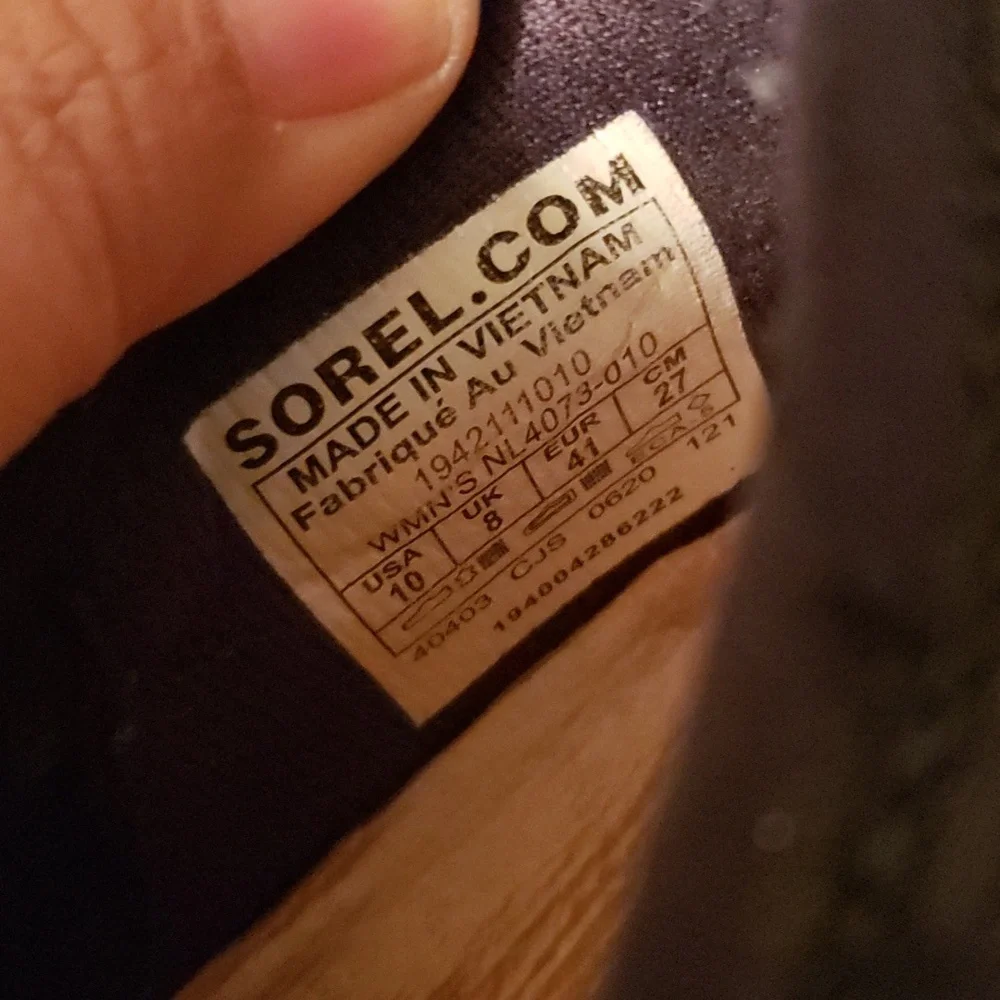 SOREL.COM
MADE IN VIETNAM
Fabriqué Au Vietnam
194211010
WMN'S NL4073-010
USA UK EUR CM
10 8 41 27
40403 CJS 0620 121
194004286222